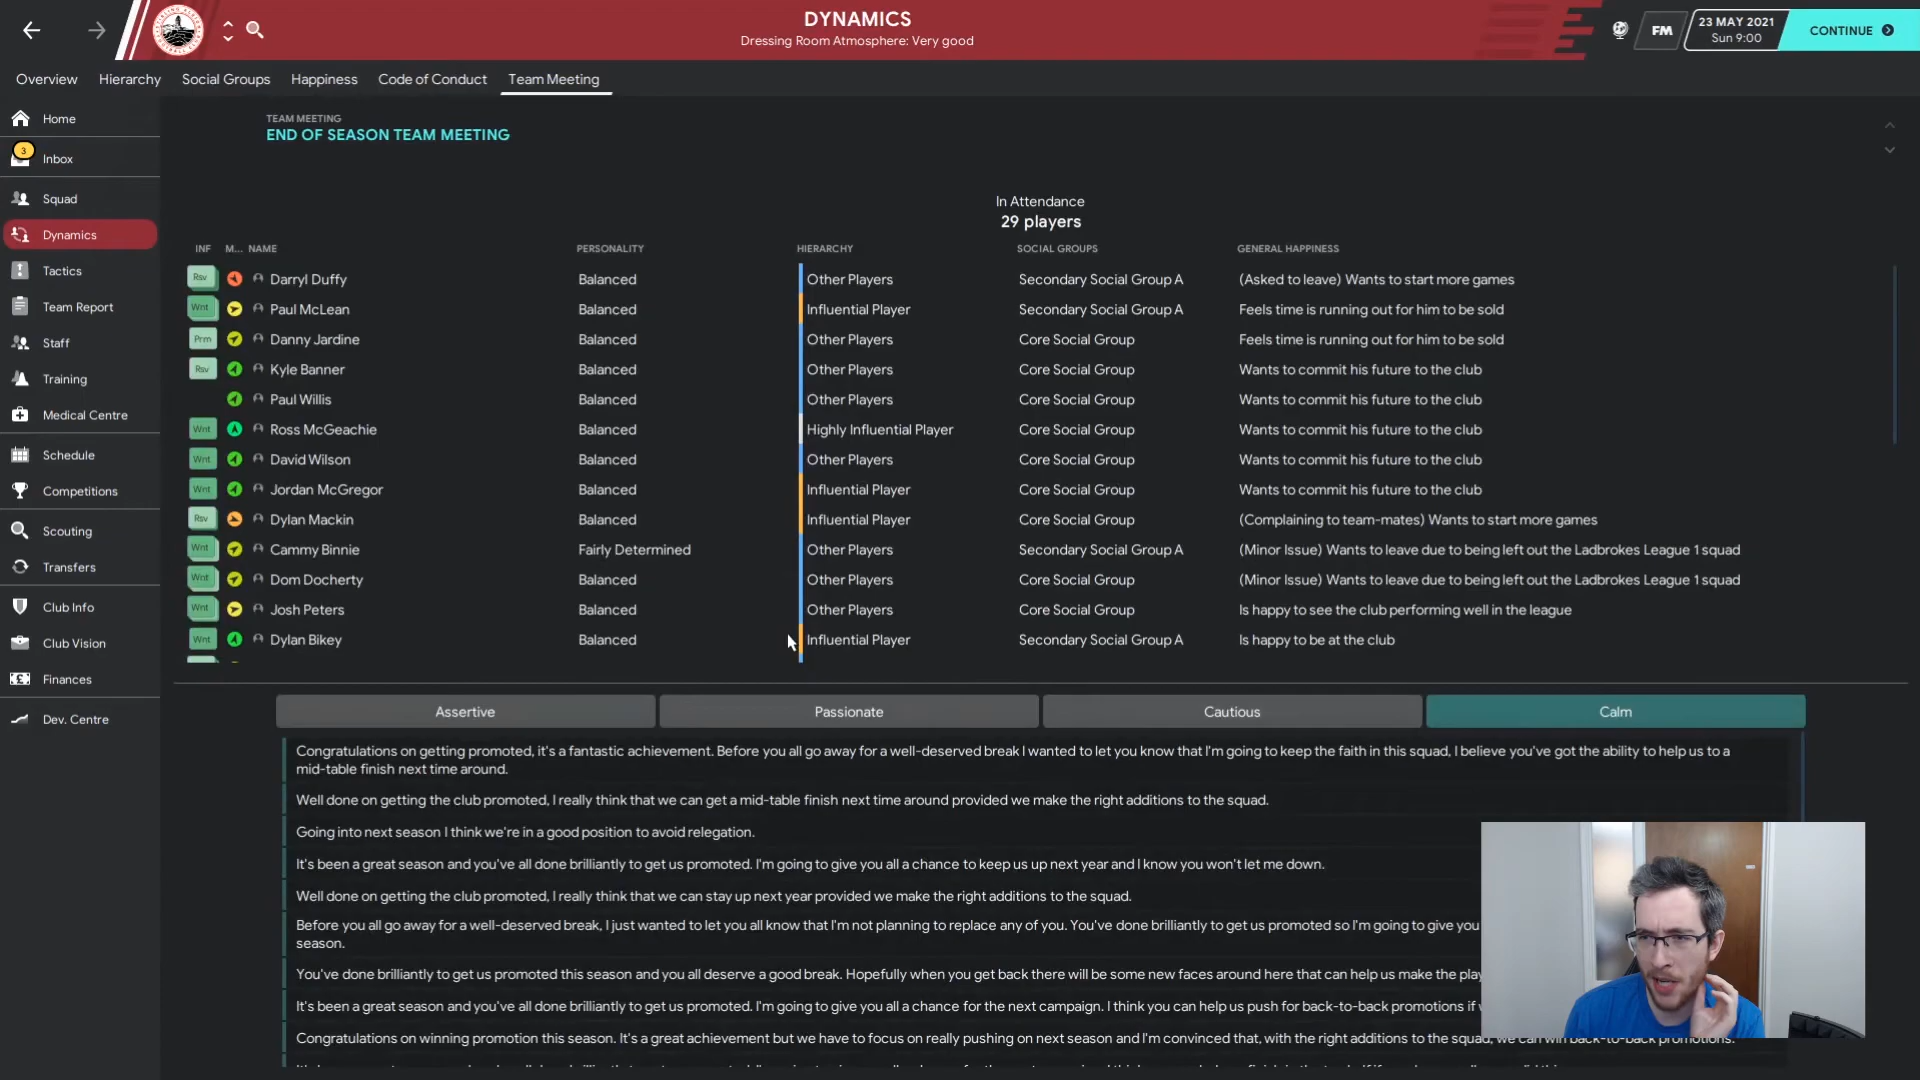 DYNAMICS
Dressing Room Atmosphere: Very good
FM
23 MAY 2021
Sun 9:00
CONTINUE
Overview Hierarchy Social Groups Happiness Code of Conduct Team Meeting
Home
3
Inbox
Squad
Dynamics
Tactics
Team Report
Staff
Training
Medical Centre
Schedule
Competitions
Scouting
Transfers
Club Info
Club Vision
Finances
Dev. Centre
TEAM MEETING
END OF SEASON TEAM MEETING
In Attendance
29 players
INF M... NAME PERSONALITY HIERARCHY SOCIAL GROUPS GENERAL HAPPINESS
Rsv Darryl Duffy Balanced Other Players Secondary Social Group A (Asked to leave) Wants to start more games
Wnt Paul McLean Balanced Influential Player Secondary Social Group A Feels time is running out for him to be sold
Prm Danny Jardine Balanced Other Players Core Social Group Feels time is running out for him to be sold
Rsv Kyle Banner Balanced Other Players Core Social Group Wants to commit his future to the club
Paul Willis Balanced Other Players Core Social Group Wants to commit his future to the club
Wnt Ross McGeachie Balanced Highly Influential Player Core Social Group Wants to commit his future to the club
Wnt David Wilson Balanced Other Players Core Social Group Wants to commit his future to the club
Wnt Jordan McGregor Balanced Influential Player Core Social Group Wants to commit his future to the club
Rsv Dylan Mackin Balanced Influential Player Core Social Group (Complaining to team-mates) Wants to start more games
Wnt Cammy Binnie Fairly Determined Other Players Secondary Social Group A (Minor Issue) Wants to leave due to being left out the Ladbrokes League 1 squad
Wnt Dom Docherty Balanced Other Players Core Social Group (Minor Issue) Wants to leave due to being left out the Ladbrokes League 1 squad
Wnt Josh Peters Balanced Other Players Core Social Group Is happy to see the club performing well in the league
Wnt Dylan Bikey Balanced Influential Player Secondary Social Group A Is happy to be at the club
Assertive Passionate Cautious Calm
Congratulations on getting promoted, it's a fantastic achievement. Before you all go away for a well-deserved break I wanted to let you know that I'm going to keep the faith in this squad, I believe you've got the ability to help us to a
mid-table finish next time around.
Well done on getting the club promoted, I really think that we can get a mid-table finish next time around provided we make the right additions to the squad.
Going into next season I think we're in a good position to avoid relegation.
It's been a great season and you've all done brilliantly to get us promoted. I'm going to give you all a chance to keep us up next year and I know you won't let me down.
Well done on getting the club promoted, I really think that we can stay up next year provided we make the right additions to the squad.
Before you all go away for a well-deserved break, I just wanted to let you all know that I'm not planning to replace any of you. You've done brilliantly to get us promoted so I'm going to give you
season.
You've done brilliantly to get us promoted this season and you all deserve a good break. Hopefully when you get back there will be some new faces around here that can help us make the
It's been a great season and you've all done brilliantly to get us promoted. I'm going to give you all a chance for the next campaign. I think you can help us push for back-to-back promotions if
Congratulations on winning promotion this season. It's a great achievement but we have to focus on really pushing on next season and I'm convinced that, with the right additions to the squad, we can win back-to-back promotions.